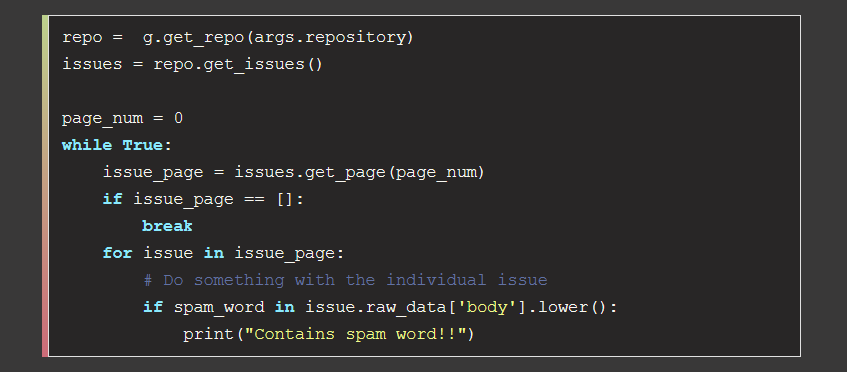 repo =  g.get_repo(args.repository)
issues = repo.get_issues()

page_num = 0
while True:
    issue_page = issues.get_page(page_num)
    if issue_page == []:
        break
    for issue in issue_page:
        # Do something with the individual issue
        if spam_word in issue.raw_data['body'].lower():
            print("Contains spam word!!")